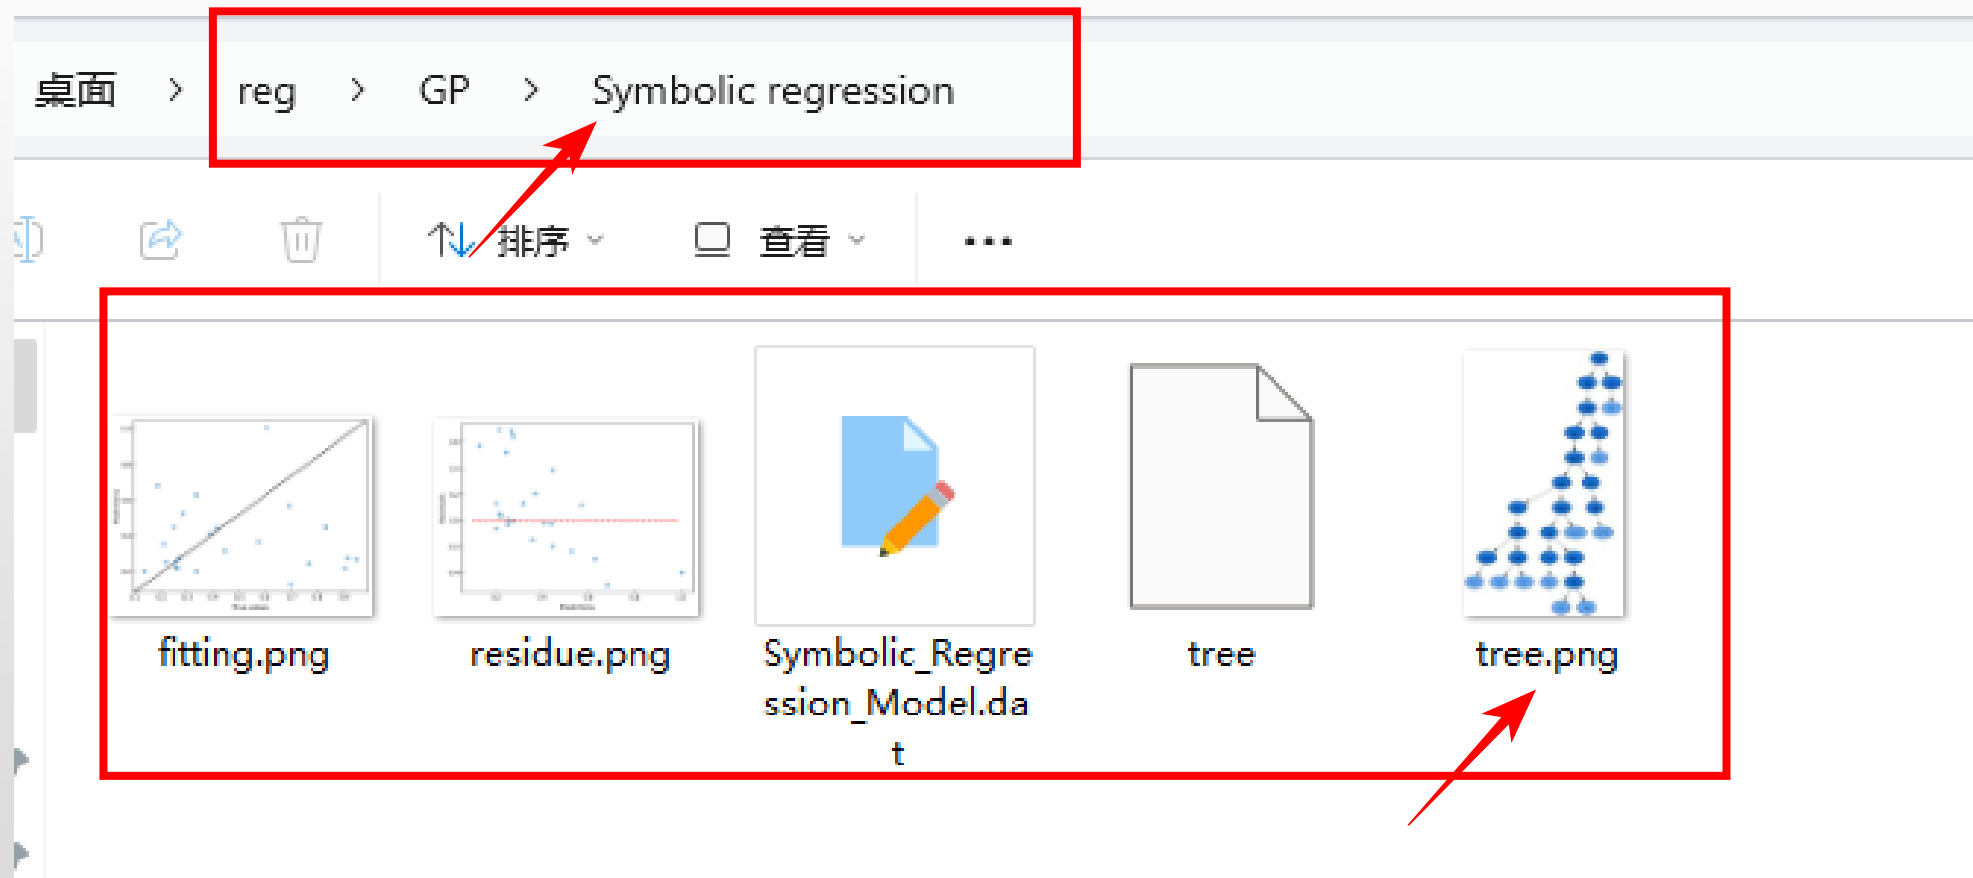 桌面 > reg > GP > Symbolic regression
排序 查看 ...
fitting.png residue.png Symbolic_Regre tree tree.png
ssion_Model.da
t